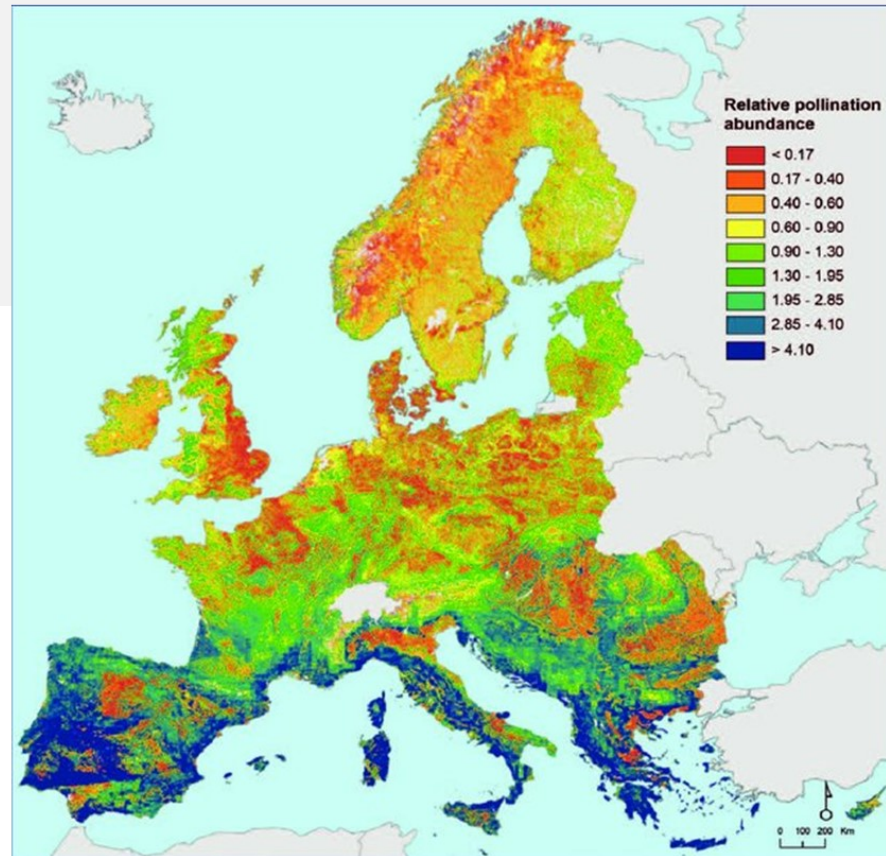 Relative pollination
abundance
< 0.17
0.17 - 0.40
0.40 - 0.60
0.60 - 0.90
0.90 - 1.30
1.30 - 1.95
1.95 - 2.85
2.85 - 4.10
> 4.10
0 100 200 Km